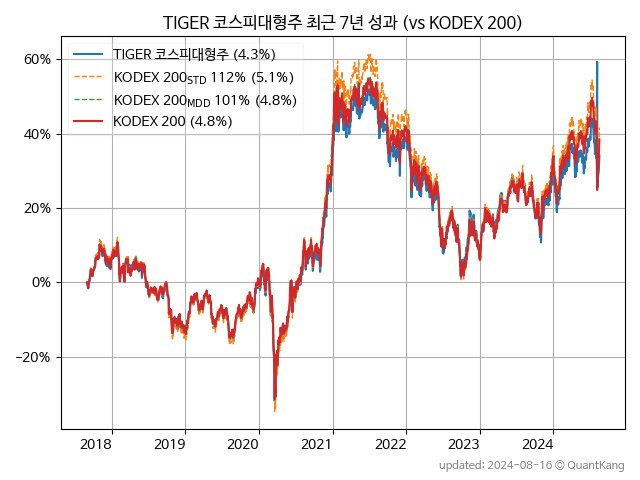 TIGER 코스피대형주 최근 7년 성과 (vs KODEX 200)
TIGER 코스피대형주 (4.3%)
KODEX 200STD 112% (5.1%)
KODEX 200MDD 101% (4.8%)
KODEX 200 (4.8%)
60%
40%
20%
0%
−20%
2018 2019 2020 2021 2022 2023 2024
updated: 2024-08-16 © QuantKang